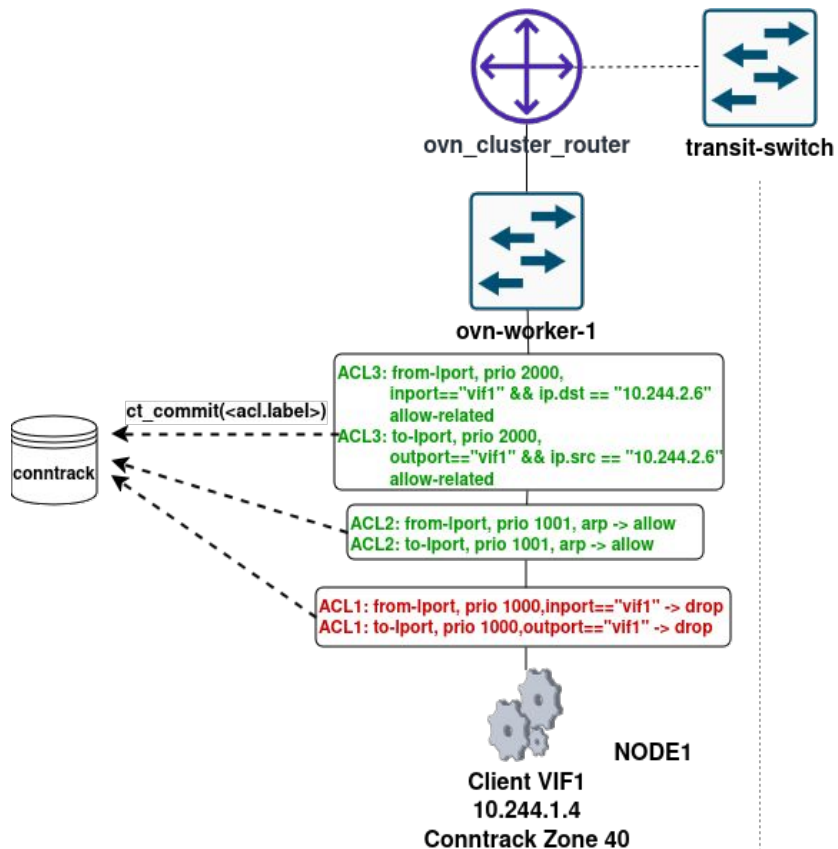 ovn_cluster_router
transit-switch
ovn-worker-1
ACL3: from-lport, prio 2000,
inport=="vif1" && ip.dst == "10.244.2.6"
allow-related
ACL3: to-lport, prio 2000,
outport=="vif1" && ip.src == "10.244.2.6"
allow-related
ct_commit(<acl.label>)
conntrack
ACL2: from-lport, prio 1001, arp -> allow
ACL2: to-lport, prio 1001, arp -> allow
ACL1: from-lport, prio 1000,inport=="vif1" -> drop
ACL1: to-lport, prio 1000,outport=="vif1" -> drop
NODE1
Client VIF1
10.244.1.4
Conntrack Zone 40